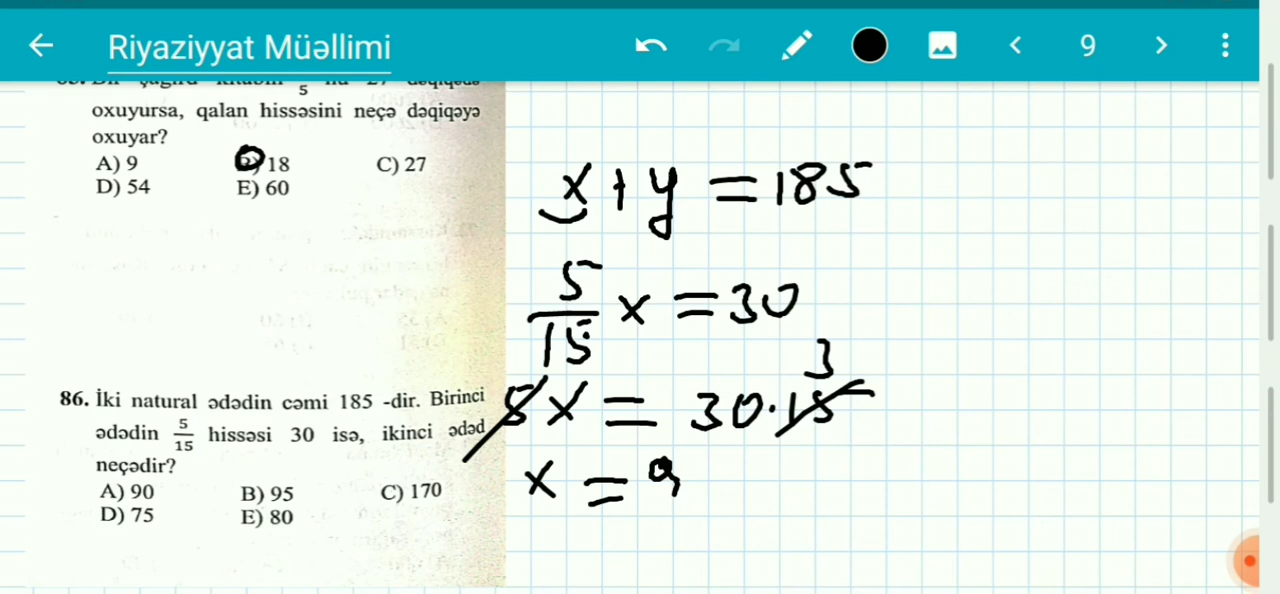 Riyaziyyat Müəllimi
9
5
oxuyursa, qalan hissəsini neçə dəqiqəyə
oxuyar?
A) 9 B) 18 C) 27
D) 54 E) 60
86. İki natural ədədin cəmi 185 -dir. Birinci
ədədin 5/15 hissəsi 30 isə, ikinci ədəd
neçədir?
A) 90 B) 95 C) 170
D) 75 E) 80
x + y = 185
5/15 x = 30
5x = 30·15 3
x = 9